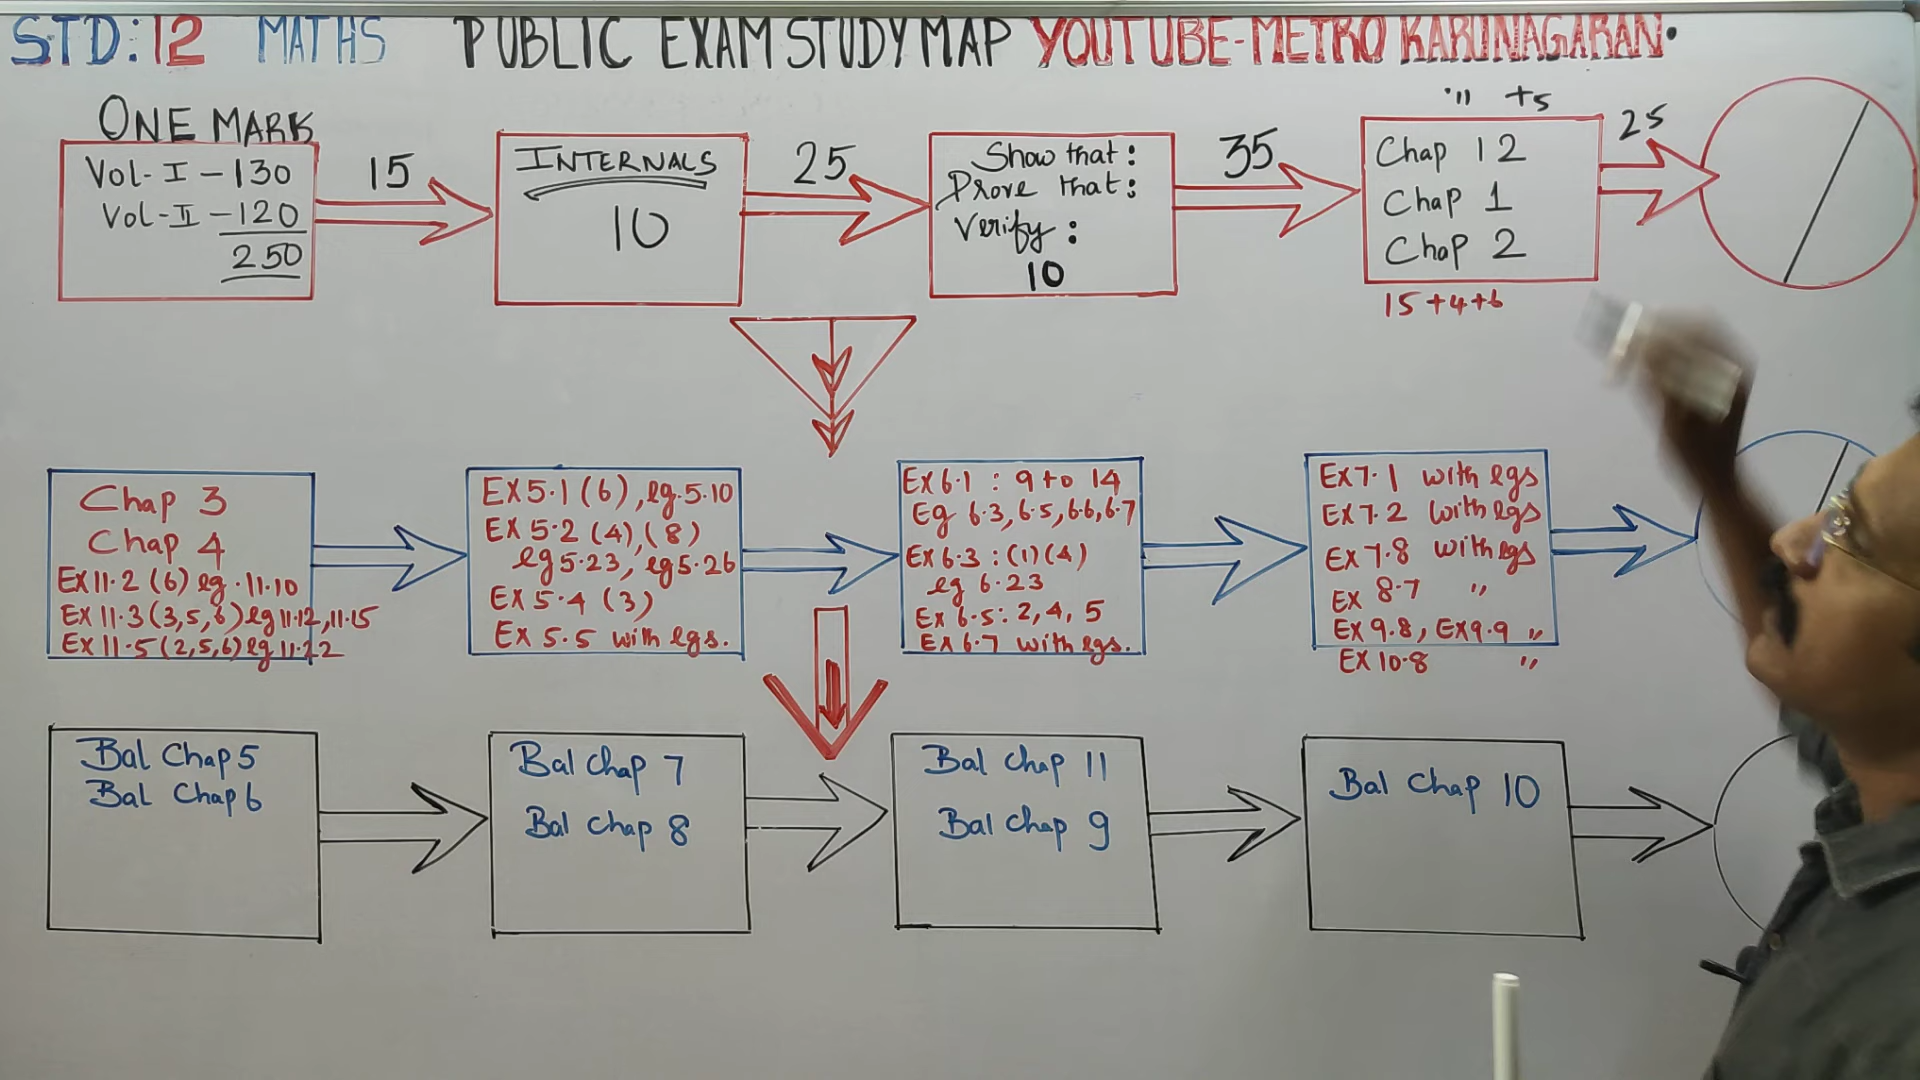 STD: 12 MATHS PUBLIC EXAM STUDY MAP YOUTUBE-METRO KARUNAGARAN.
ONE MARK
Vol-I - 130
Vol-II - 120
250
15
INTERNALS
10
25
Show that:
Prove that:
Verify:
10
35
" +5
Chap 12
Chap 1
Chap 2
15+4+6
25
Chap 3
Chap 4
EX 11.2 (6) eg. 11.10
EX 11.3 (3,5,6) eg 11.12, 11.15
EX 11.5 (2,5,6) eg 11.22
EX 5.1 (6), eg. 5.10
EX 5.2 (4), (8)
eg 5.23, eg 5.26
EX 5.4 (3)
EX 5.5 with egs.
EX 6.1 : 9 to 14
Eg 6.3, 6.5, 6.6, 6.7
EX 6.3 : (1) (4)
eg 6.23
EX 6.5: 2, 4, 5
EX 6.7 with egs.
EX 7.1 with egs
EX 7.2 with egs
EX 7.8 with egs
EX 8.7 "
EX 9.8, EX 9.9 "
EX 10.8 "
Bal Chap 5
Bal Chap 6
Bal Chap 7
Bal Chap 8
Bal Chap 11
Bal Chap 9
Bal Chap 10